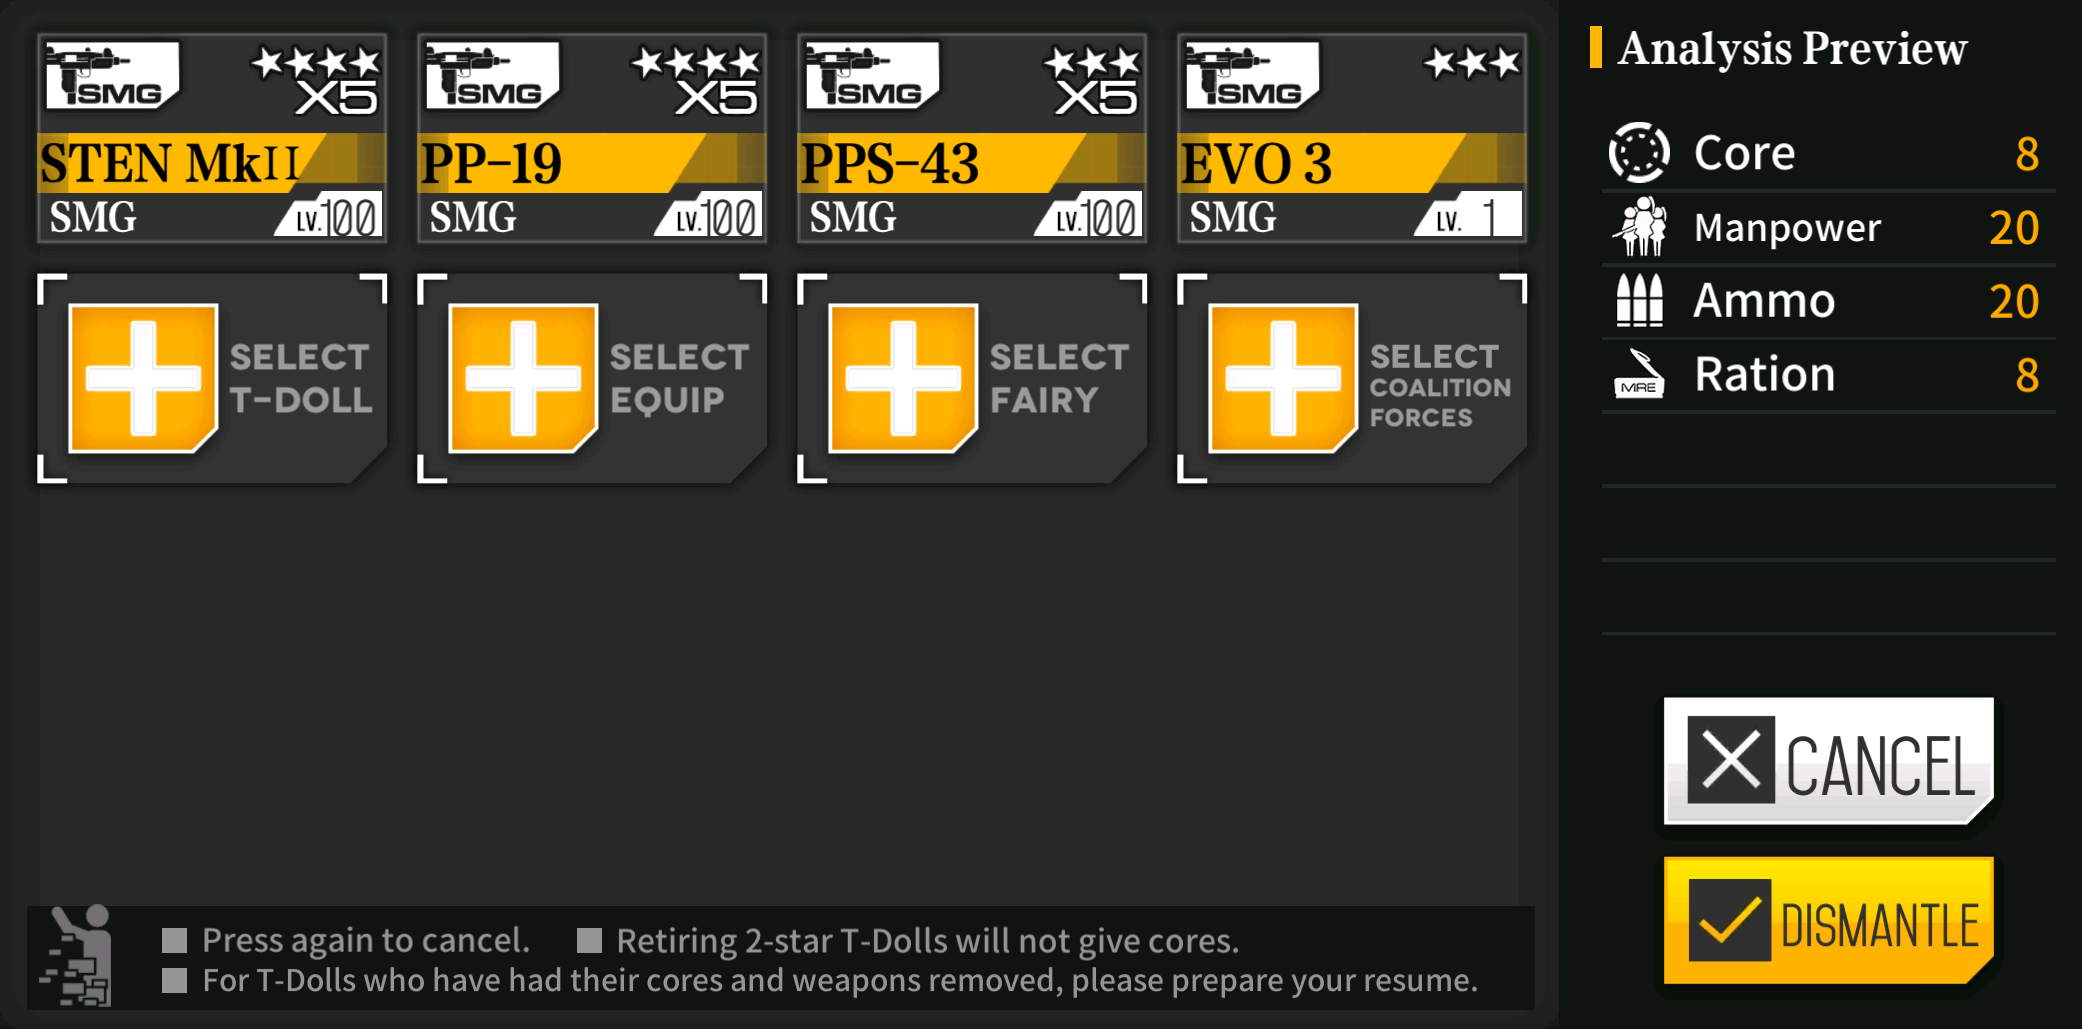 SMG
X5
STEN MkII
SMG
LV.100
SMG
X5
PP-19
SMG
LV.100
SMG
X5
PPS-43
SMG
LV.100
SMG
EVO 3
SMG
LV. 1
SELECT
T-DOLL
SELECT
EQUIP
SELECT
FAIRY
SELECT
COALITION
FORCES
Press again to cancel.
Retiring 2-star T-Dolls will not give cores.
For T-Dolls who have had their cores and weapons removed, please prepare your resume.
Analysis Preview
Core 8
Manpower 20
Ammo 20
MRE
Ration 8
CANCEL
DISMANTLE